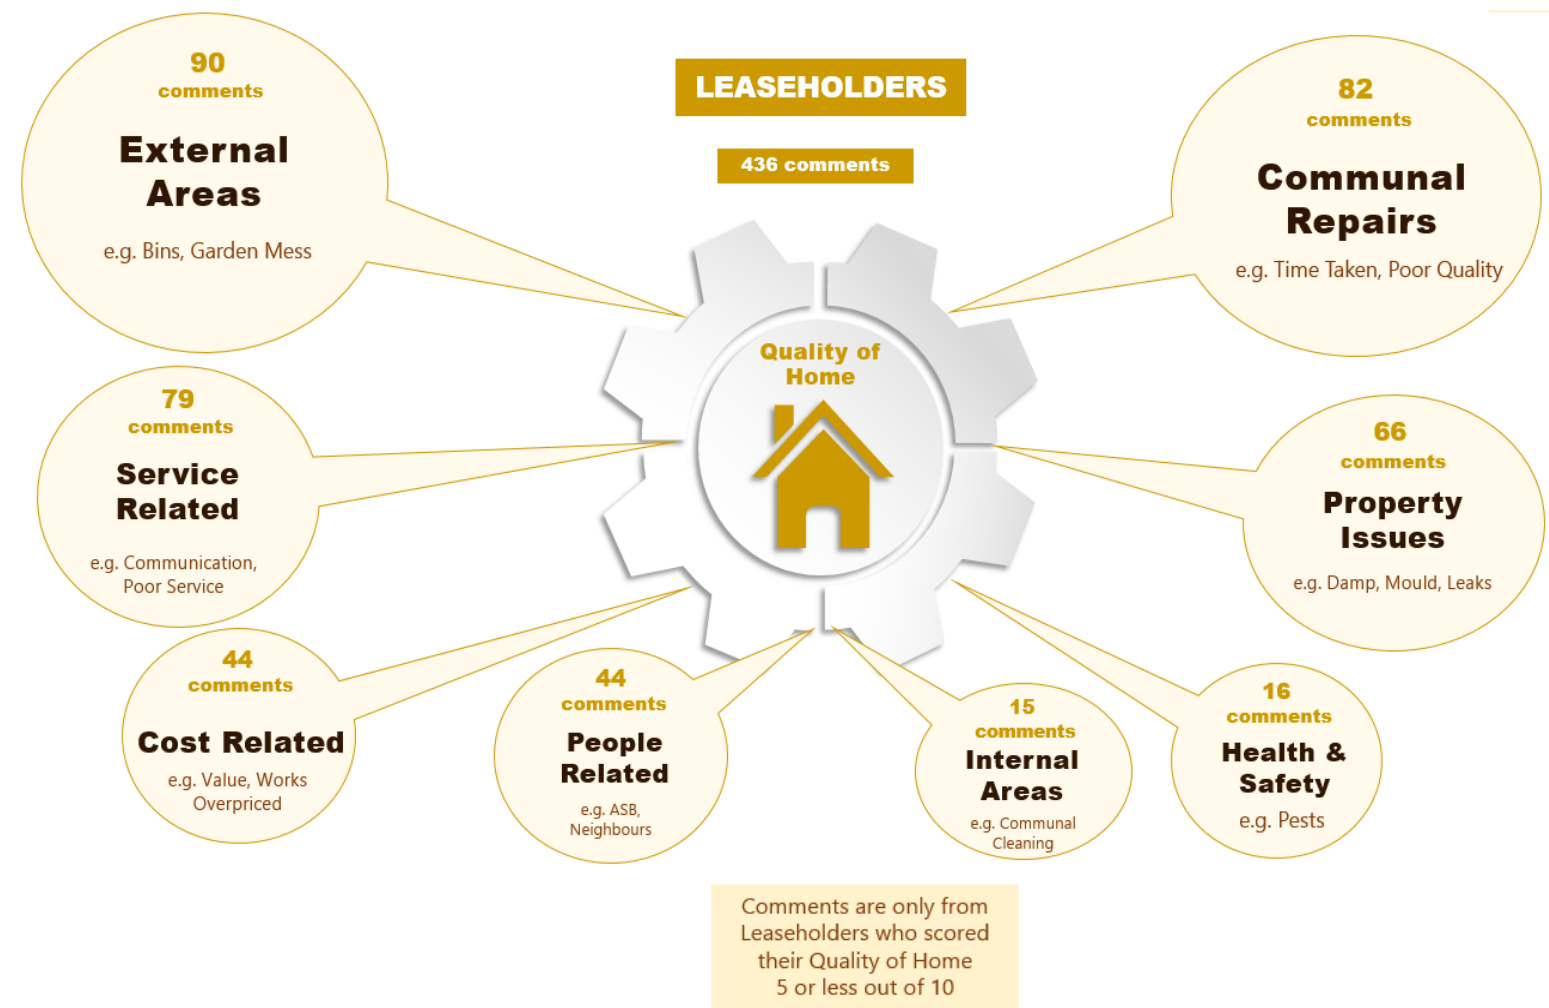 LEASEHOLDERS
436 comments
90
comments
External
Areas
e.g. Bins, Garden Mess
82
comments
Communal
Repairs
e.g. Time Taken, Poor Quality
Quality of
Home
79
comments
Service
Related
e.g. Communication,
Poor Service
66
comments
Property
Issues
e.g. Damp, Mould, Leaks
44
comments
Cost Related
e.g. Value, Works
Overpriced
44
comments
People
Related
e.g. ASB,
Neighbours
15
comments
Internal
Areas
e.g. Communal
Cleaning
16
comments
Health &
Safety
e.g. Pests
Comments are only from
Leaseholders who scored
their Quality of Home
5 or less out of 10